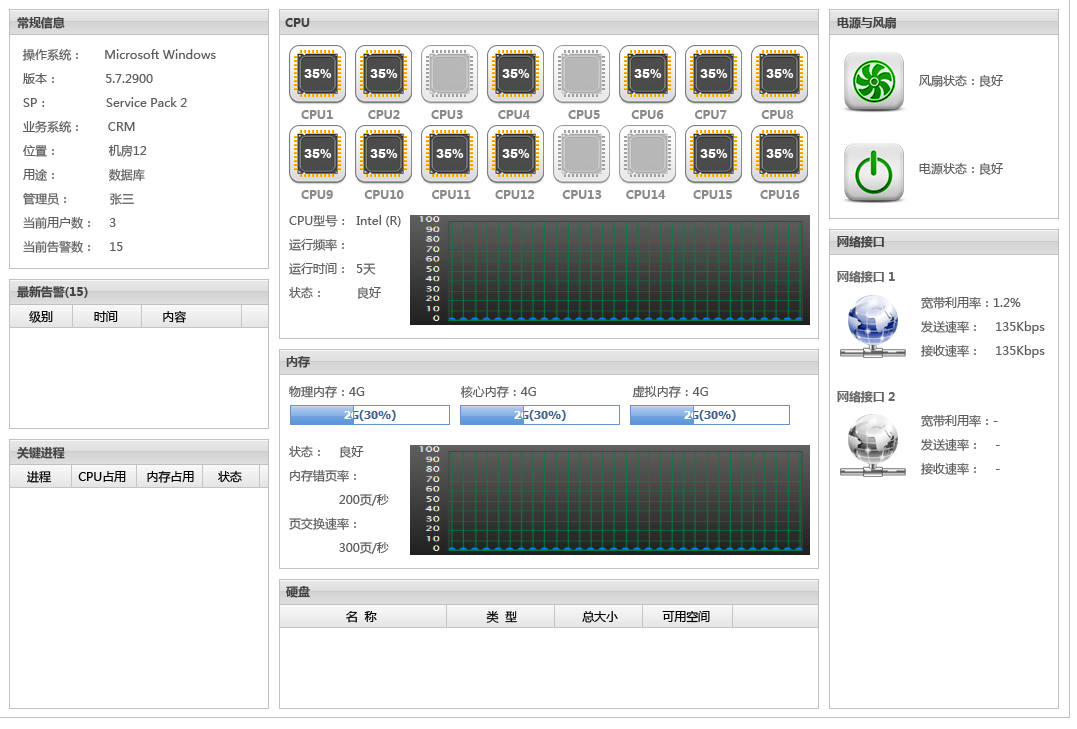 常规信息
操作系统： Microsoft Windows
版本： 5.7.2900
SP： Service Pack 2
业务系统： CRM
位置： 机房12
用途： 数据库
管理员： 张三
当前用户数： 3
当前告警数： 15
最新告警(15)
级别 时间 内容
关键进程
进程 CPU占用 内存占用 状态
CPU
35% 35% 35% 35% 35% 35%
CPU1 CPU2 CPU3 CPU4 CPU5 CPU6 CPU7 CPU8
35% 35% 35% 35% 35% 35%
CPU9 CPU10 CPU11 CPU12 CPU13 CPU14 CPU15 CPU16
CPU型号： Intel (R)
运行频率：
运行时间： 5天
状态： 良好
100
90
80
70
60
50
40
30
20
10
0
内存
物理内存：4G 核心内存：4G 虚拟内存：4G
2G(30%) 2G(30%) 2G(30%)
状态： 良好
内存错页率：
200页/秒
页交换速率：
300页/秒
100
90
80
70
60
50
40
30
20
10
0
硬盘
名 称 类 型 总大小 可用空间
电源与风扇
风扇状态：良好
电源状态：良好
网络接口
网络接口 1
宽带利用率：1.2%
发送速率： 135Kbps
接收速率： 135Kbps
网络接口 2
宽带利用率：-
发送速率： -
接收速率： -